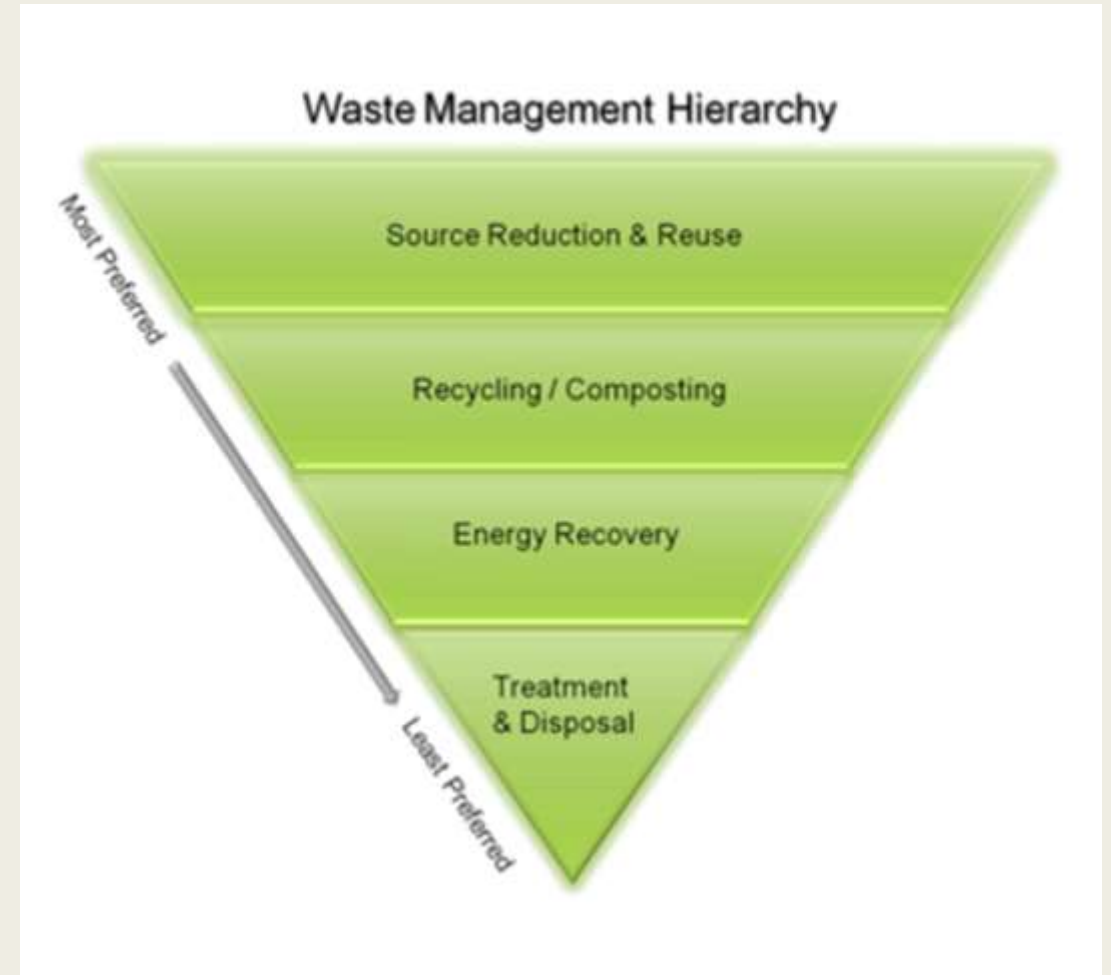 Waste Management Hierarchy
Most Preferred
Source Reduction & Reuse
Recycling / Composting
Energy Recovery
Treatment
& Disposal
Least Preferred